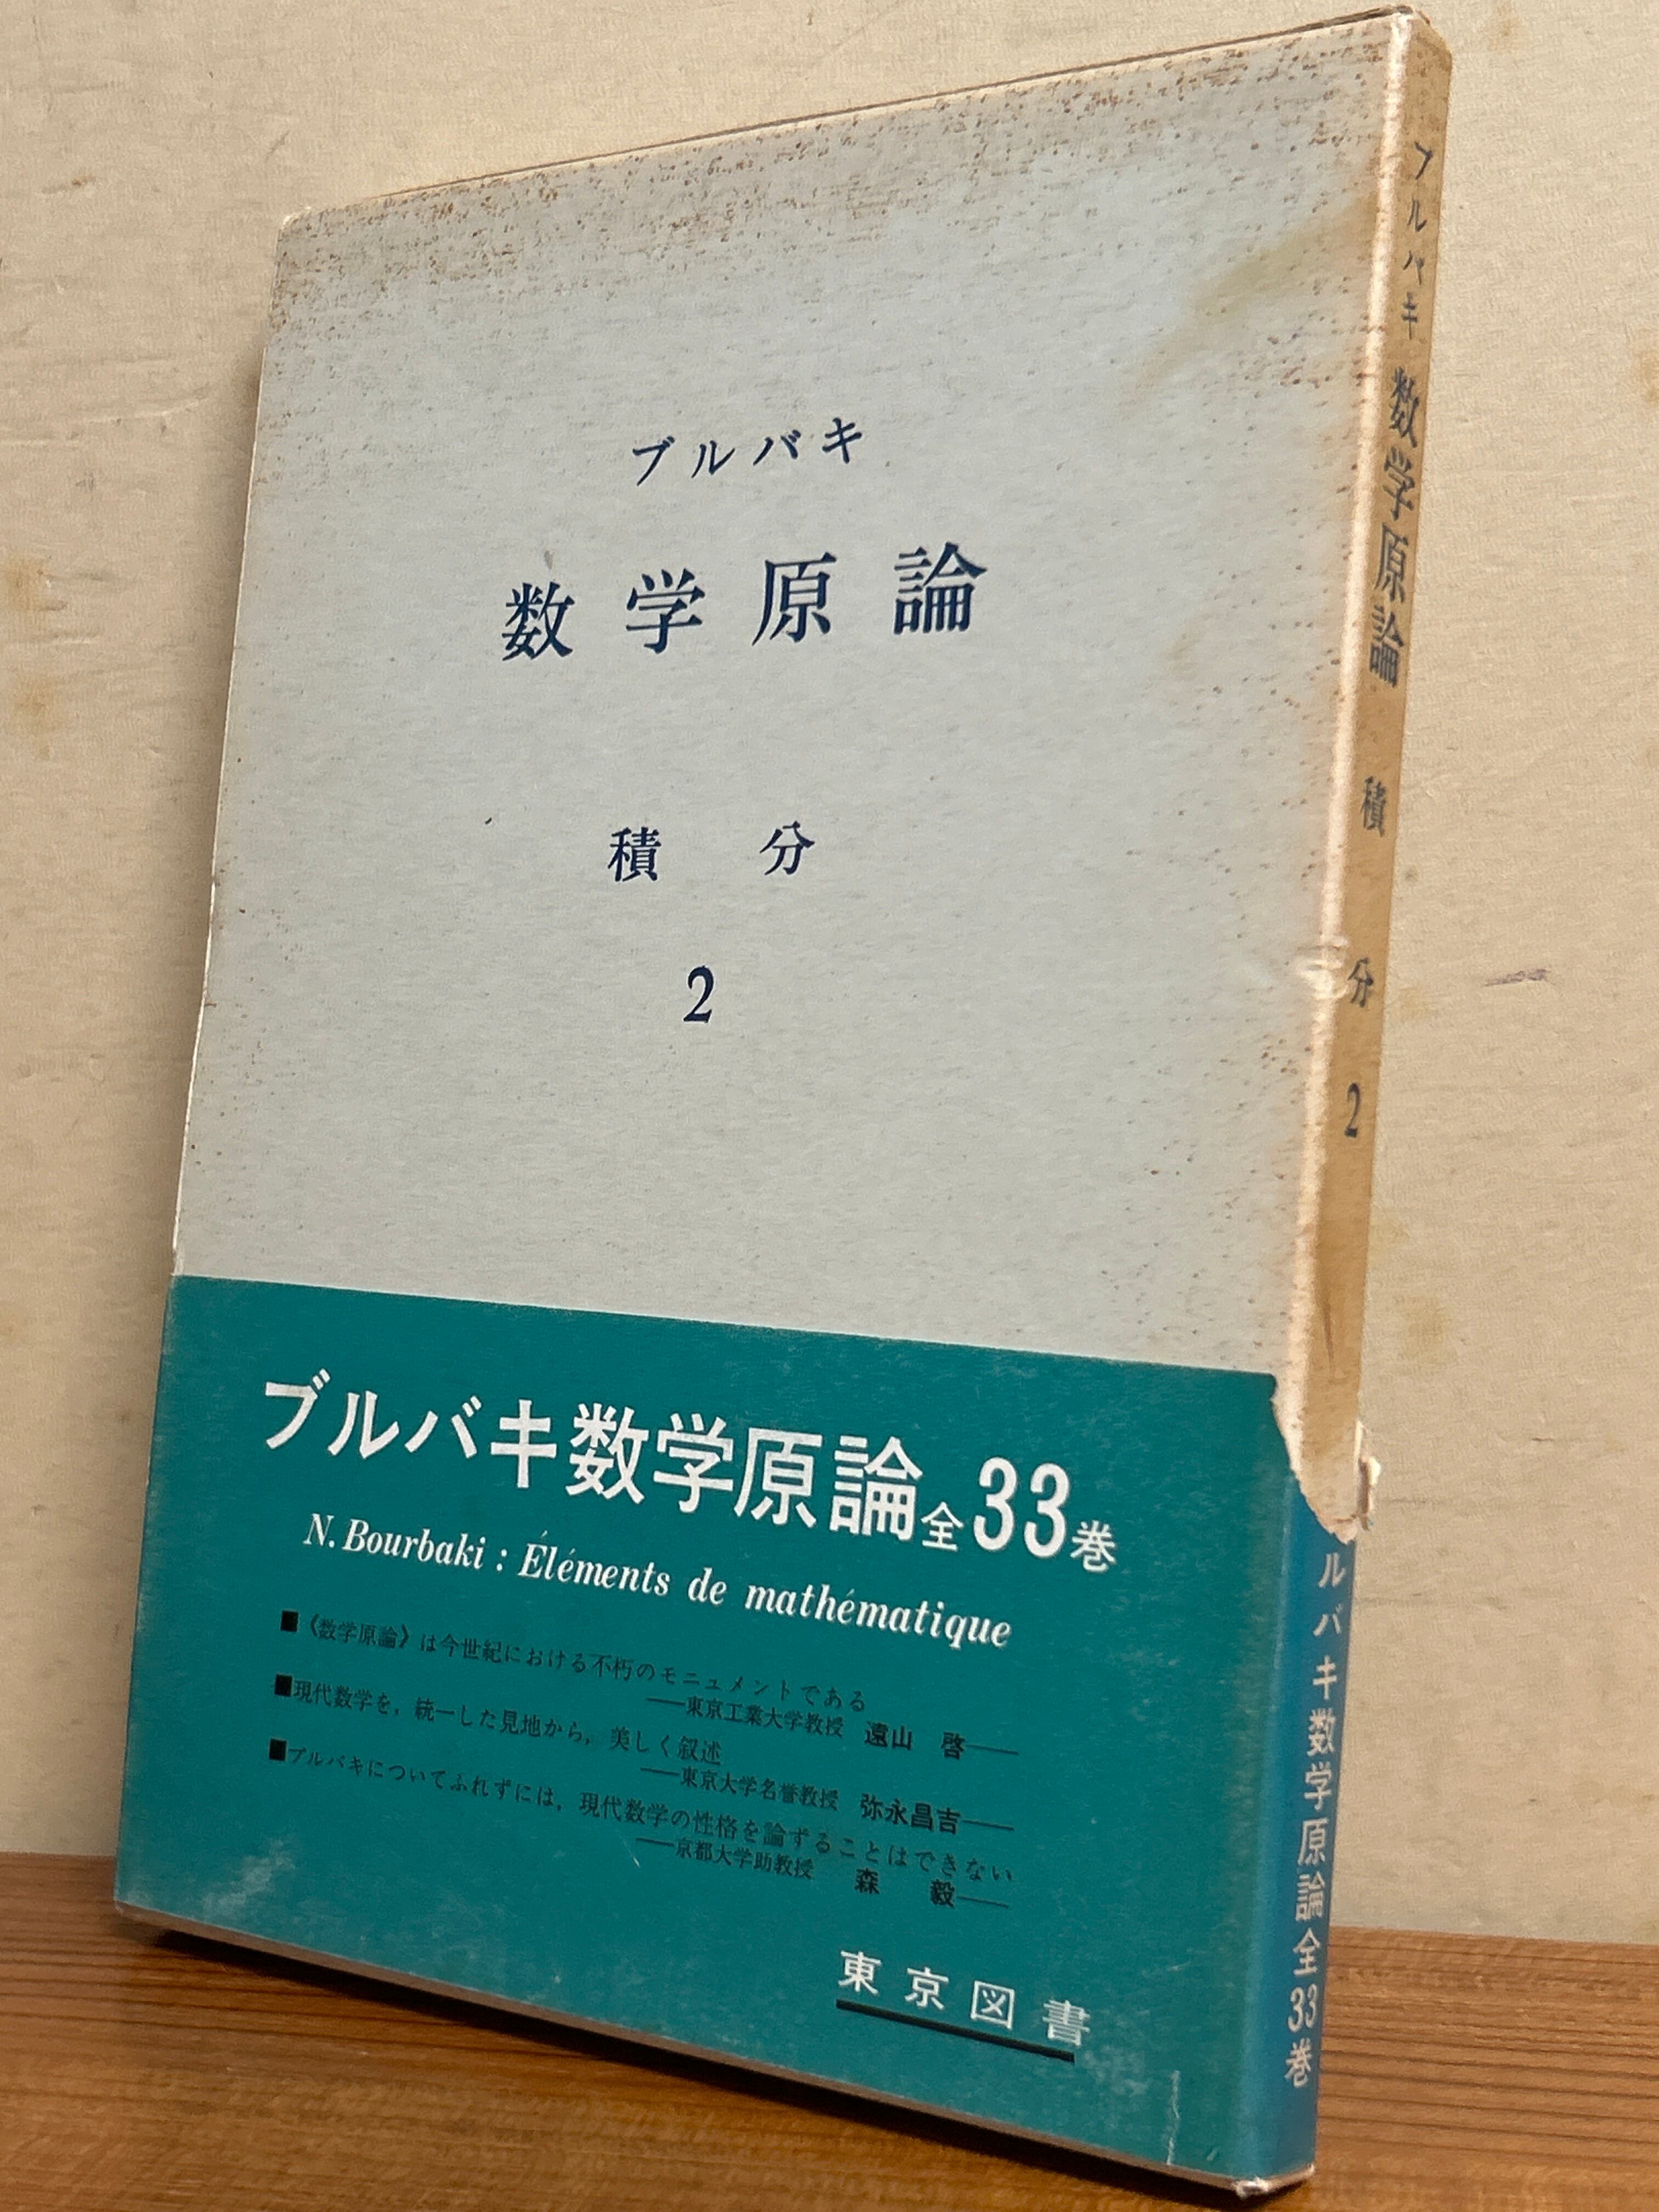 ブルバキ
数学原論
積分
2
ブルバキ数学原論全33巻
N. Bourbaki : Éléments de mathématique
■《数学原論》は今世紀における不朽のモニュメントである
——東京工業大学教授 遠山 啓——
■現代数学を，統一した見地から，美しく叙述
——東京大学名誉教授 弥永昌吉——
■ブルバキについてふれずには，現代数学の性格を論ずることはできない
——京都大学助教授 森 毅——
東京図書
ブルバキ 数学原論 積分 2
ルバキ数学原論全33巻